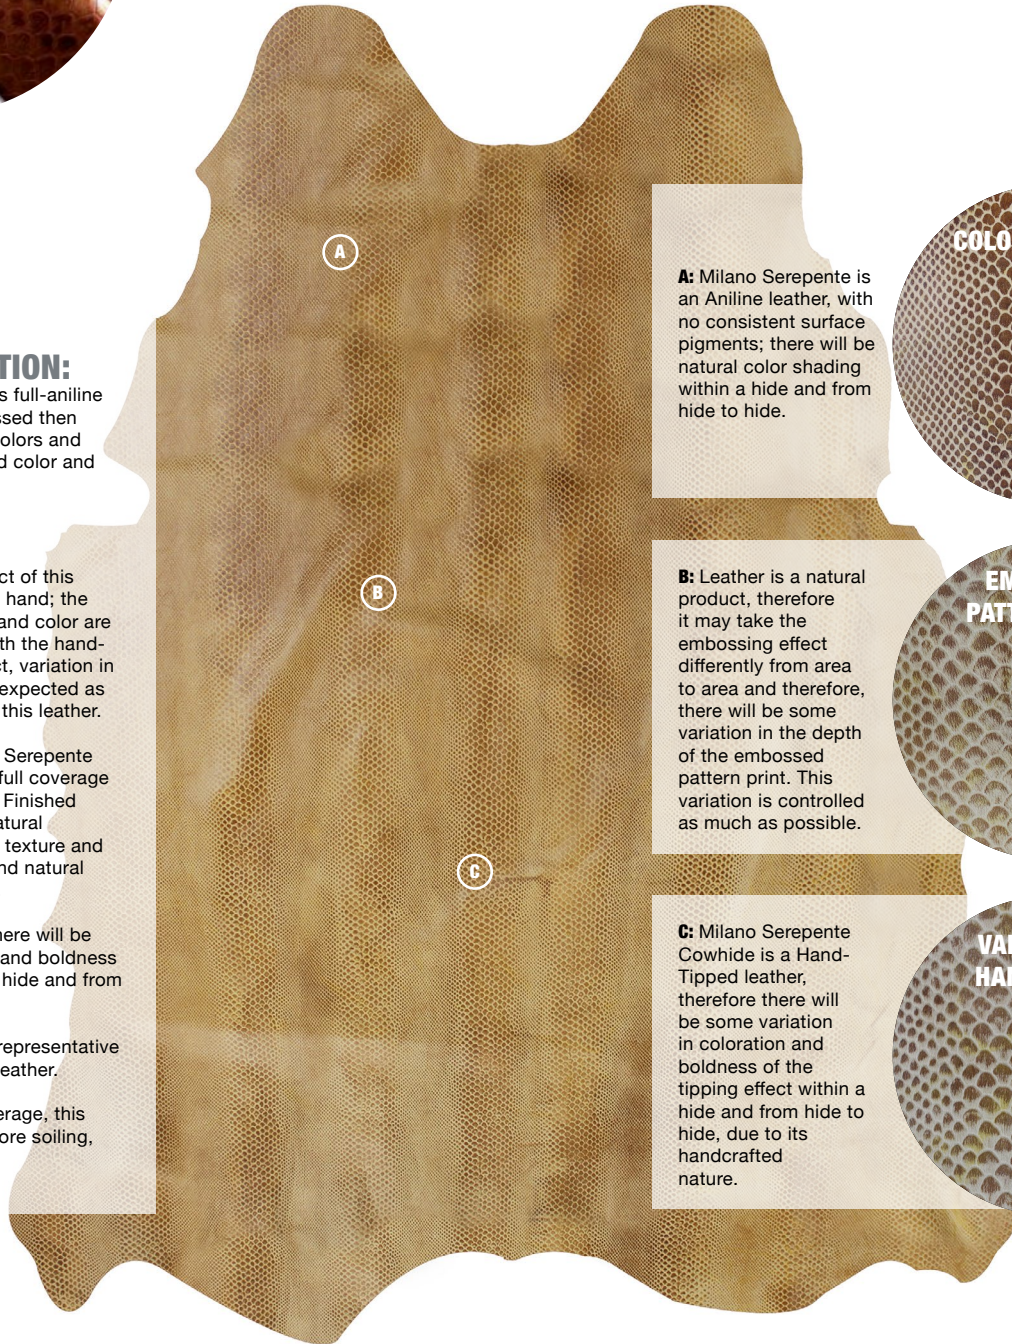 TION:
s full-aniline
ssed then
olors and
d color and
ct of this
hand; the
and color are
th the hand-
ct, variation in
expected as
this leather.
Serepente
full coverage
Finished
atural
texture and
nd natural
here will be
and boldness
hide and from
representative
eather.
erage, this
ore soiling,
A
B
C
A: Milano Serepente is
an Aniline leather, with
no consistent surface
pigments; there will be
natural color shading
within a hide and from
hide to hide.
COLO
B: Leather is a natural
product, therefore
it may take the
embossing effect
differently from area
to area and therefore,
there will be some
variation in the depth
of the embossed
pattern print. This
variation is controlled
as much as possible.
EM
PATT
C: Milano Serepente
Cowhide is a Hand-
Tipped leather,
therefore there will
be some variation
in coloration and
boldness of the
tipping effect within a
hide and from hide to
hide, due to its
handcrafted
nature.
VAR
HAN